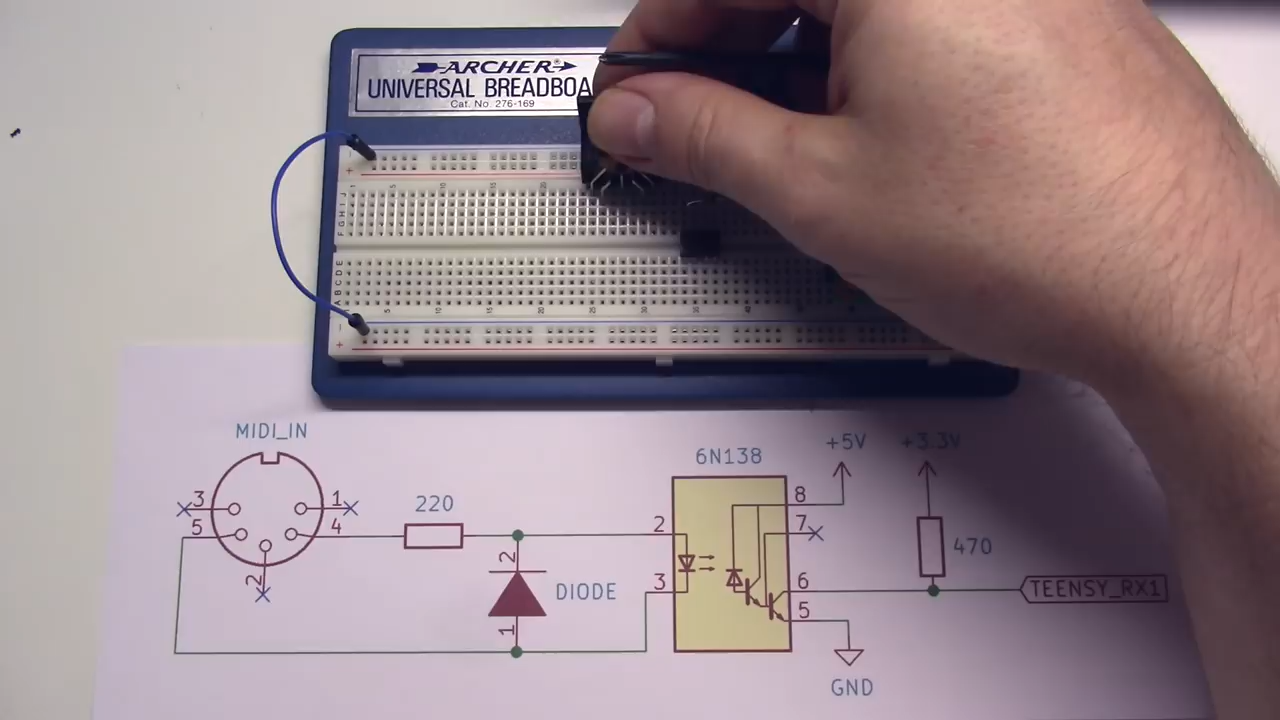 ARCHER®
UNIVERSAL BREADBOA
Cat. No. 276-169
MIDI_IN
3
1
5
4
2
220
2
DIODE
1
6N138
2
3
8
7
6
5
+5V
+3.3V
470
TEENSY_RX1
GND